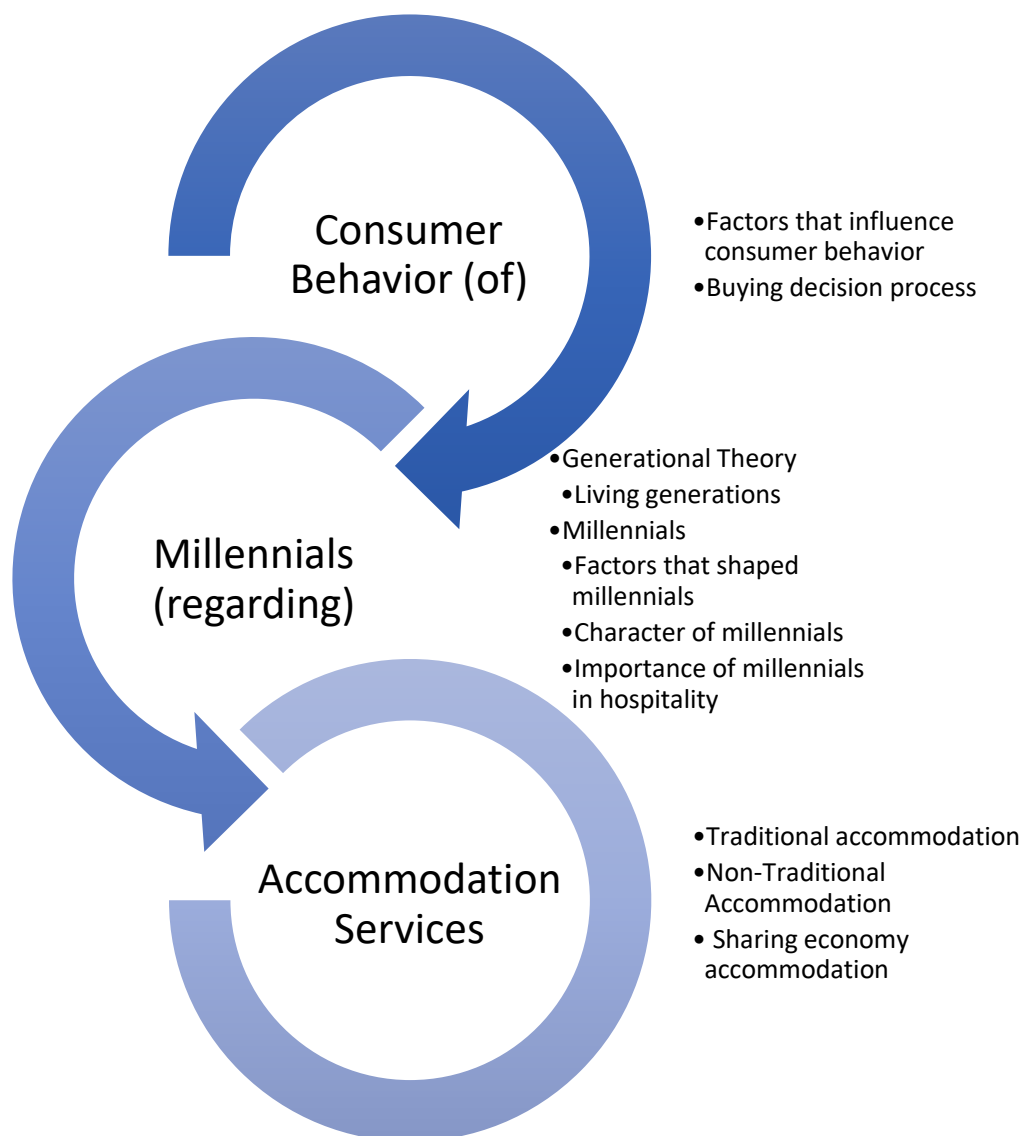 Consumer
Behavior (of)
•Factors that influence
consumer behavior
•Buying decision process
Millennials
(regarding)
•Generational Theory
•Living generations
•Millennials
•Factors that shaped
millennials
•Character of millennials
•Importance of millennials
in hospitality
Accommodation
Services
•Traditional accommodation
•Non-Traditional
Accommodation
• Sharing economy
accommodation